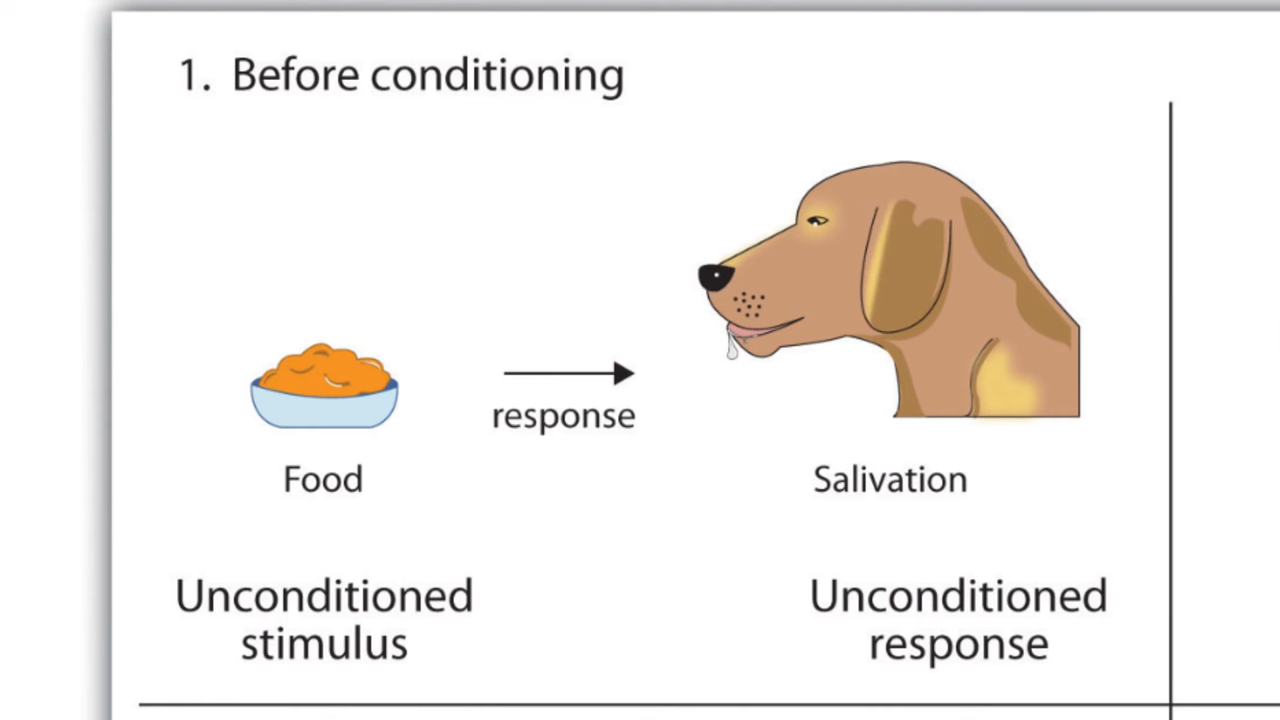 1. Before conditioning
response
Food
Salivation
Unconditioned
stimulus
Unconditioned
response